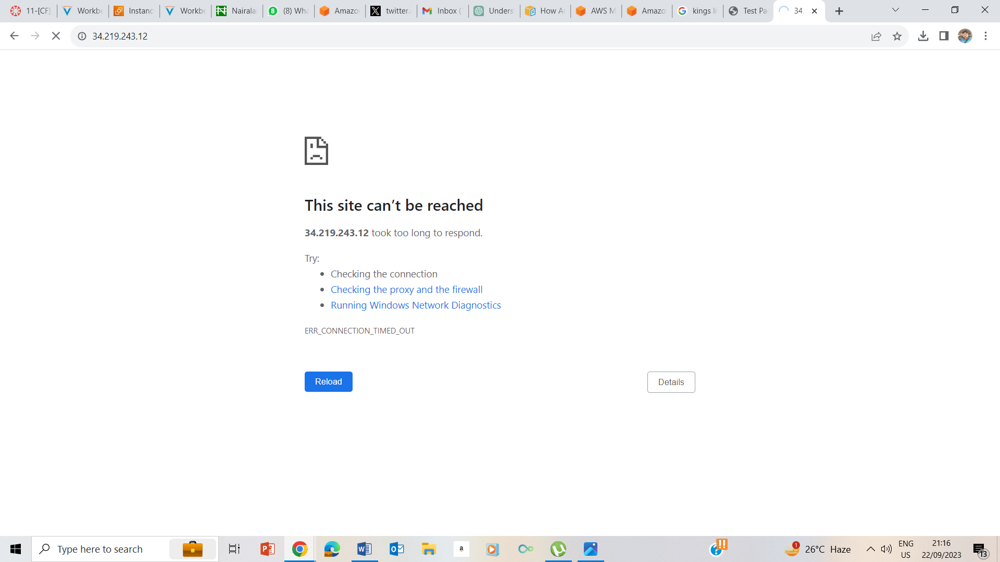 11-[CF]
Workbe
Instanc
Workbe
Nairala
(8) Wha
Amazo
twitter.
Inbox (
Unders
How A
AWS M
Amazo
kings li
Test Pa
34.
34.219.243.12
This site can’t be reached
34.219.243.12 took too long to respond.
Try:
Checking the connection
Checking the proxy and the firewall
Running Windows Network Diagnostics
ERR_CONNECTION_TIMED_OUT
Reload
Details
Type here to search
a
1
26°C Haze
ENG
US
21:16
22/09/2023
13